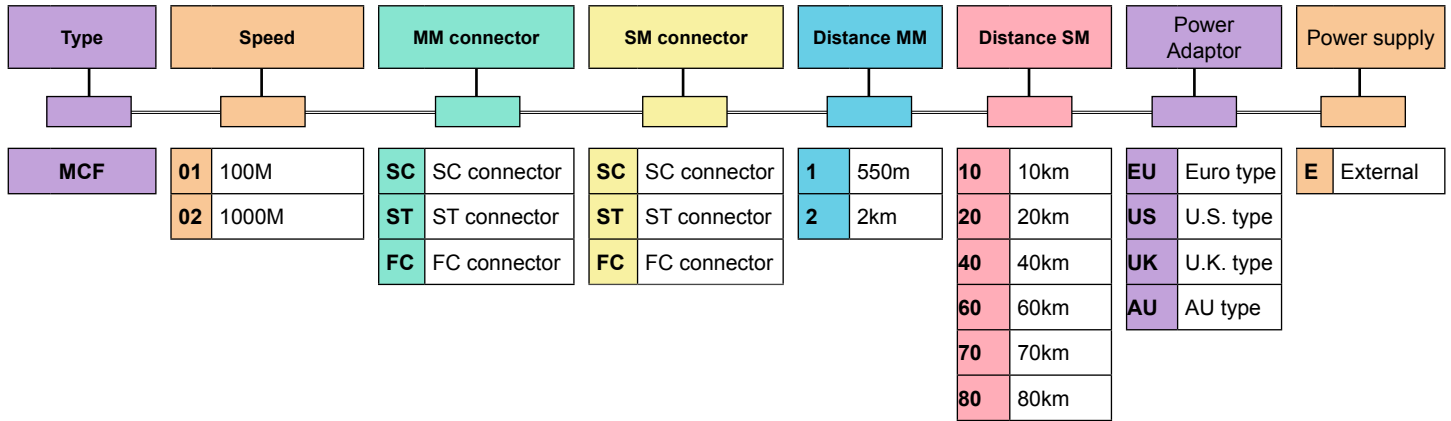 Type Speed MM connector SM connector Distance MM Distance SM Power Adaptor Power supply
MCF 01 100M SC SC connector SC SC connector 1 550m 10 10km EU Euro type E External
02 1000M ST ST connector ST ST connector 2 2km 20 20km US U.S. type
FC FC connector FC FC connector 40 40km UK U.K. type
60 60km AU AU type
70 70km
80 80km